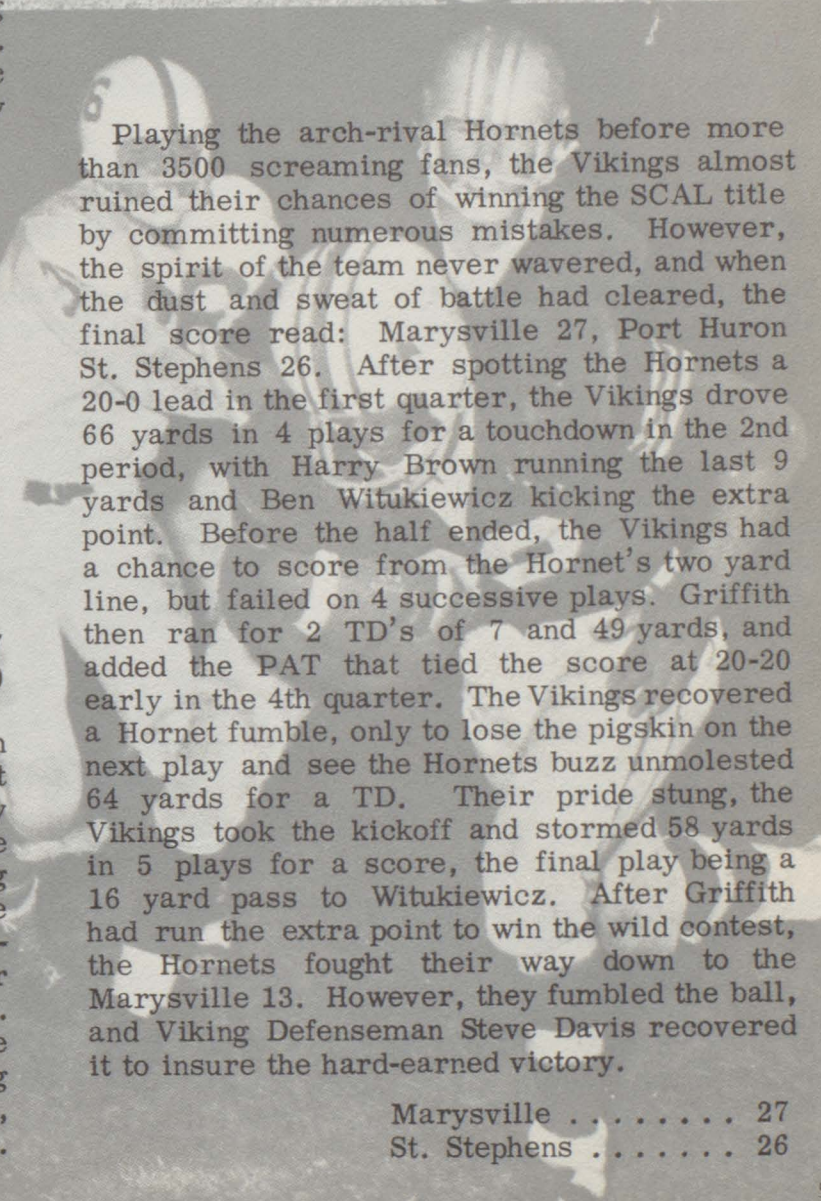 Playing the arch-rival Hornets before more
than 3500 screaming fans, the Vikings almost
ruined their chances of winning the SCAL title
by committing numerous mistakes. However,
the spirit of the team never wavered, and when
the dust and sweat of battle had cleared, the
final score read: Marysville 27, Port Huron
St. Stephens 26. After spotting the Hornets a
20-0 lead in the first quarter, the Vikings drove
66 yards in 4 plays for a touchdown in the 2nd
period, with Harry Brown running the last 9
yards and Ben Witukiewicz kicking the extra
point. Before the half ended, the Vikings had
a chance to score from the Hornet's two yard
line, but failed on 4 successive plays. Griffith
then ran for 2 TD's of 7 and 49 yards, and
added the PAT that tied the score at 20-20
early in the 4th quarter. The Vikings recovered
a Hornet fumble, only to lose the pigskin on the
next play and see the Hornets buzz unmolested
64 yards for a TD. Their pride stung, the
Vikings took the kickoff and stormed 58 yards
in 5 plays for a score, the final play being a
16 yard pass to Witukiewicz. After Griffith
had run the extra point to win the wild contest,
the Hornets fought their way down to the
Marysville 13. However, they fumbled the ball,
and Viking Defenseman Steve Davis recovered
it to insure the hard-earned victory.
Marysville . . . . . . . . . 27
St. Stephens . . . . . . . 26